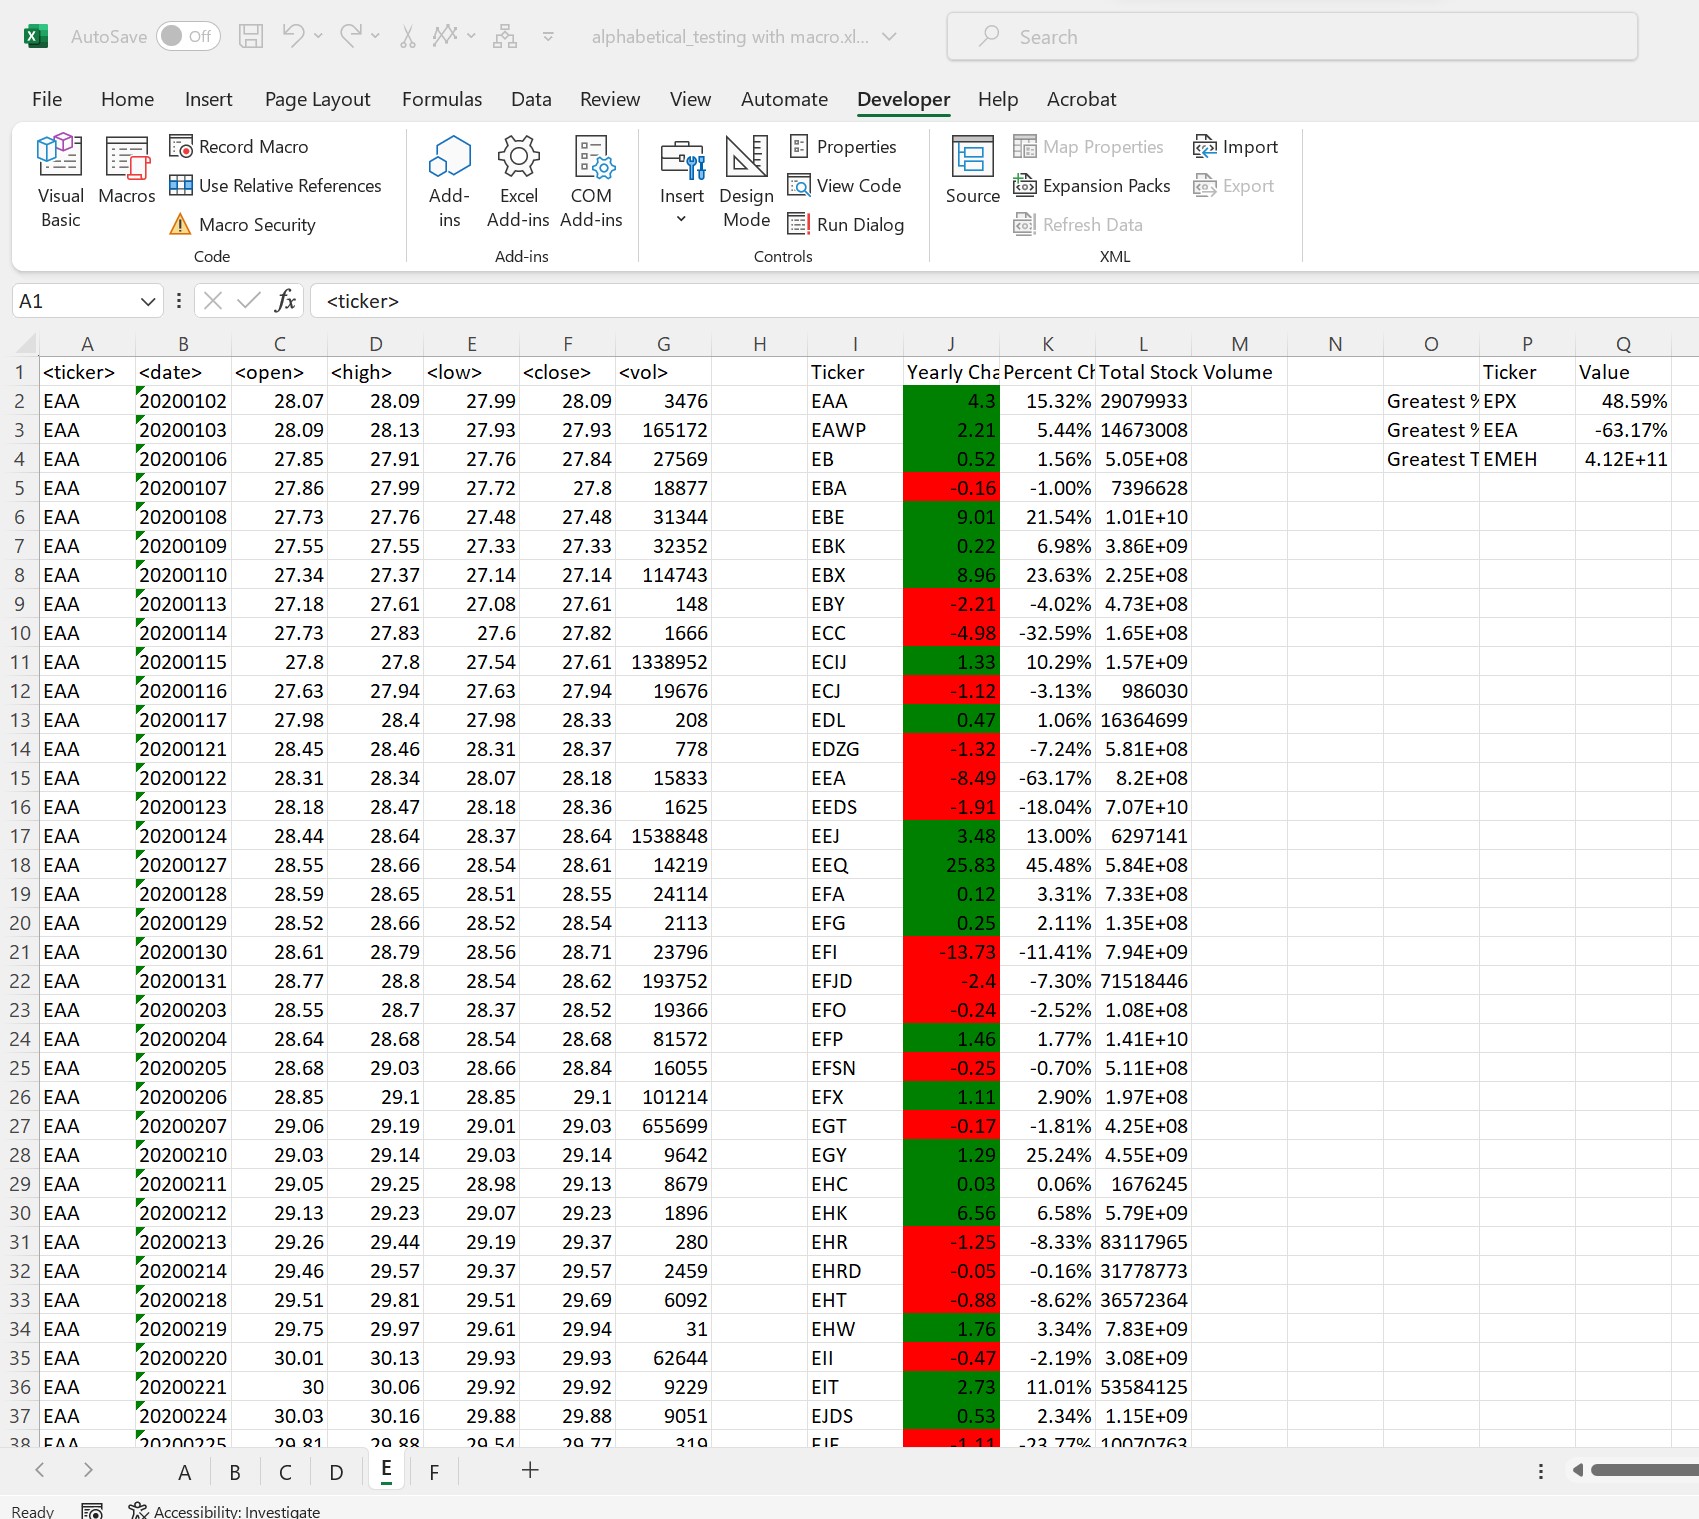 AutoSave Off alphabetical_testing with macro.xl... Search
File Home Insert Page Layout Formulas Data Review View Automate Developer Help Acrobat
Visual Basic
Macros
Record Macro
Use Relative References
Macro Security
Code
Add-ins
Excel Add-ins
COM Add-ins
Add-ins
Insert
Design Mode
Properties
View Code
Run Dialog
Controls
Source
Map Properties
Expansion Packs
Refresh Data
Import
Export
XML
A1 fx <ticker>
A B C D E F G H I J K L M N O P Q
1 <ticker> <date> <open> <high> <low> <close> <vol> Ticker Yearly Cha Percent Ch Total Stock Volume Ticker Value
2 EAA 20200102 28.07 28.09 27.99 28.09 3476 EAA 4.3 15.32% 29079933 Greatest % EPX 48.59%
3 EAA 20200103 28.09 28.13 27.93 27.93 165172 EAWP 2.21 5.44% 14673008 Greatest % EEA -63.17%
4 EAA 20200106 27.85 27.91 27.76 27.84 27569 EB 0.52 1.56% 5.05E+08 Greatest T EMEH 4.12E+11
5 EAA 20200107 27.86 27.99 27.72 27.8 18877 EBA -0.16 -1.00% 7396628
6 EAA 20200108 27.73 27.76 27.48 27.48 31344 EBE 9.01 21.54% 1.01E+10
7 EAA 20200109 27.55 27.55 27.33 27.33 32352 EBK 0.22 6.98% 3.86E+09
8 EAA 20200110 27.34 27.37 27.14 27.14 114743 EBX 8.96 23.63% 2.25E+08
9 EAA 20200113 27.18 27.61 27.08 27.61 148 EBY -2.21 -4.02% 4.73E+08
10 EAA 20200114 27.73 27.83 27.6 27.82 1666 ECC -4.98 -32.59% 1.65E+08
11 EAA 20200115 27.8 27.8 27.54 27.61 1338952 ECIJ 1.33 10.29% 1.57E+09
12 EAA 20200116 27.63 27.94 27.63 27.94 19676 ECJ -1.12 -3.13% 986030
13 EAA 20200117 27.98 28.4 27.98 28.33 208 EDL 0.47 1.06% 16364699
14 EAA 20200121 28.45 28.46 28.31 28.37 778 EDZG -1.32 -7.24% 5.81E+08
15 EAA 20200122 28.31 28.34 28.07 28.18 15833 EEA -8.49 -63.17% 8.2E+08
16 EAA 20200123 28.18 28.47 28.18 28.36 1625 EEDS -1.91 -18.04% 7.07E+10
17 EAA 20200124 28.44 28.64 28.37 28.64 1538848 EEJ 3.48 13.00% 6297141
18 EAA 20200127 28.55 28.66 28.54 28.61 14219 EEQ 25.83 45.48% 5.84E+08
19 EAA 20200128 28.59 28.65 28.51 28.55 24114 EFA 0.12 3.31% 7.33E+08
20 EAA 20200129 28.52 28.66 28.52 28.54 2113 EFG 0.25 2.11% 1.35E+08
21 EAA 20200130 28.61 28.79 28.56 28.71 23796 EFI -13.73 -11.41% 7.94E+09
22 EAA 20200131 28.77 28.8 28.54 28.62 193752 EFJD -2.4 -7.30% 71518446
23 EAA 20200203 28.55 28.7 28.37 28.52 19366 EFO -0.24 -2.52% 1.08E+08
24 EAA 20200204 28.64 28.68 28.54 28.68 81572 EFP 1.46 1.77% 1.41E+10
25 EAA 20200205 28.68 29.03 28.66 28.84 16055 EFSN -0.25 -0.70% 5.11E+08
26 EAA 20200206 28.85 29.1 28.85 29.1 101214 EFX 1.11 2.90% 1.97E+08
27 EAA 20200207 29.06 29.19 29.01 29.03 655699 EGT -0.17 -1.81% 4.25E+08
28 EAA 20200210 29.03 29.14 29.03 29.14 9642 EGY 1.29 25.24% 4.55E+09
29 EAA 20200211 29.05 29.25 28.98 29.13 8679 EHC 0.03 0.06% 1676245
30 EAA 20200212 29.13 29.23 29.07 29.23 1896 EHK 6.56 6.58% 5.79E+09
31 EAA 20200213 29.26 29.44 29.19 29.37 280 EHR -1.25 -8.33% 83117965
32 EAA 20200214 29.46 29.57 29.37 29.57 2459 EHRD -0.05 -0.16% 31778773
33 EAA 20200218 29.51 29.81 29.51 29.69 6092 EHT -0.88 -8.62% 36572364
34 EAA 20200219 29.75 29.97 29.61 29.94 31 EHW 1.76 3.34% 7.83E+09
35 EAA 20200220 30.01 30.13 29.93 29.93 62644 EII -0.47 -2.19% 3.08E+09
36 EAA 20200221 30 30.06 29.92 29.92 9229 EIT 2.73 11.01% 53584125
37 EAA 20200224 30.03 30.16 29.88 29.88 9051 EJDS 0.53 2.34% 1.15E+09
38 EAA 20200225 29.81 29.88 29.54 29.77 319 -1.11 -23.77% 10070763
A B C D E F
Ready Accessibility: Investigate